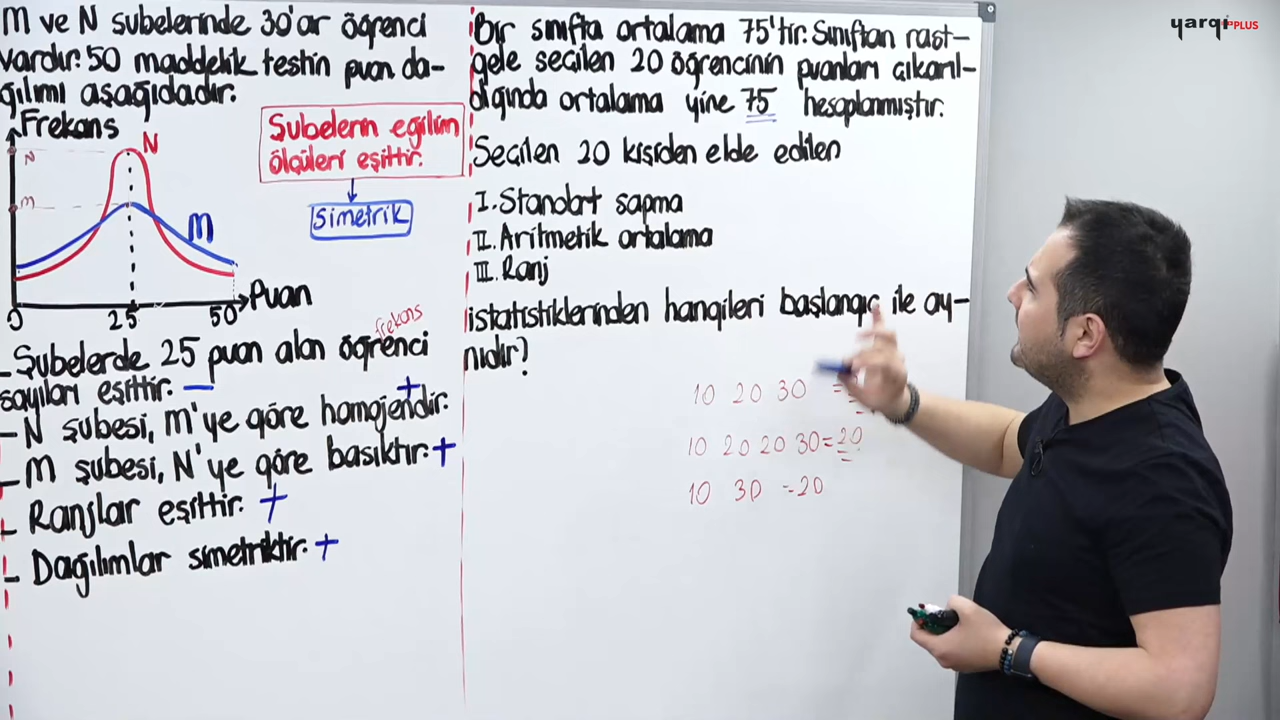 M ve N şubelerinde 30'ar öğrenci
vardır. 50 maddelik testin puan da-
ğılımı aşağıdadır.
Frekans
N
N
M
M
0
25
50
Puan
Şubelerin eğilim
ölçüleri eşittir.
Simetrik
frekans
- Şubelerde 25 puan alan öğrenci
sayıları eşittir. -
- N şubesi, M'ye göre homojendir. +
- M şubesi, N'ye göre basıktır. +
- Ranjlar eşittir. +
- Dağılımlar simetriktir. +
Bir sınıfta ortalama 75'tir. Sınıftan rast-
gele seçilen 20 öğrencinin puanları çıkarıl-
dığında ortalama yine 75 hesaplanmıştır.
Seçilen 20 kişiden elde edilen
I. Standart sapma
II. Aritmetik ortalama
III. Ranj
istatistiklerinden hangileri başlangıç ile ay-
nıdır?
10 20 30 =
10 20 20 30 = 20
10 30 = 20
yargı PLUS